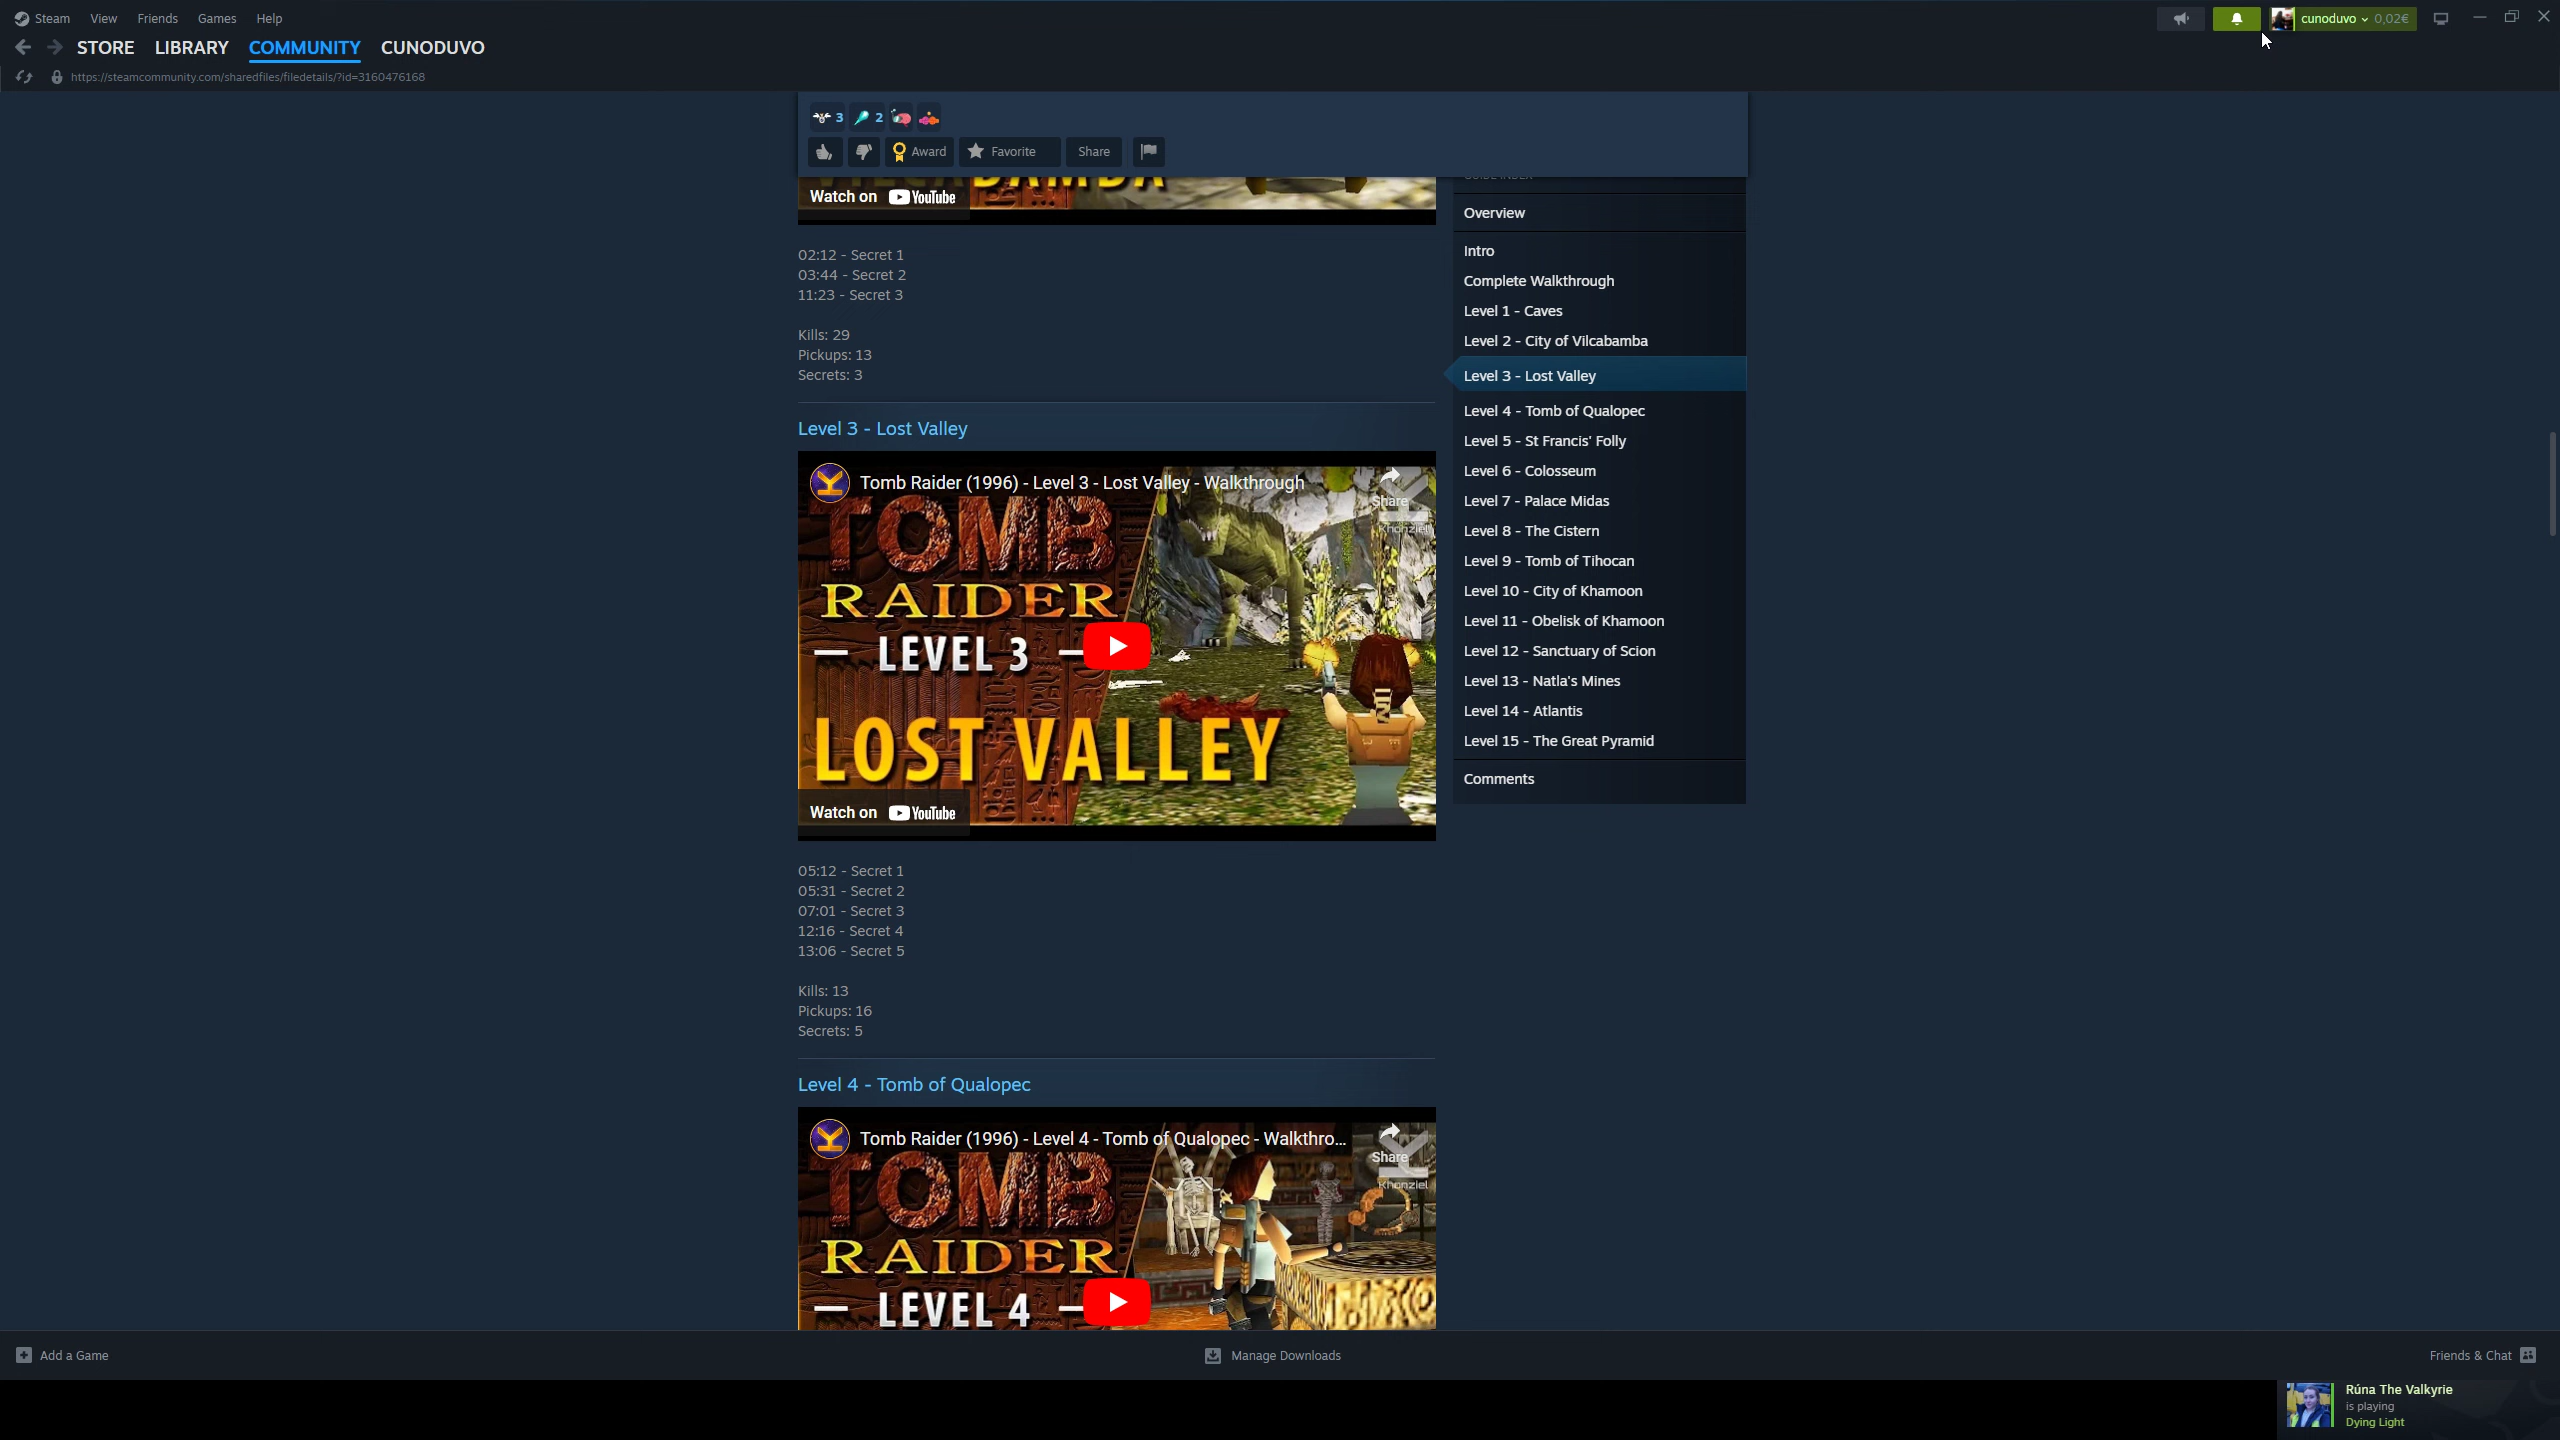 Steam View Friends Games Help
cunoduvo 0,02€
STORE LIBRARY COMMUNITY CUNODUVO
https://steamcommunity.com/sharedfiles/filedetails/?id=3160476168
3 2
Award Favorite Share
Watch on YouTube
02:12 - Secret 1
03:44 - Secret 2
11:23 - Secret 3
Kills: 29
Pickups: 13
Secrets: 3
Level 3 - Lost Valley
Tomb Raider (1996) - Level 3 - Lost Valley - Walkthrough
Share
Khonziel
TOMB
RAIDER
— LEVEL 3 —
LOST VALLEY
Watch on YouTube
05:12 - Secret 1
05:31 - Secret 2
07:01 - Secret 3
12:16 - Secret 4
13:06 - Secret 5
Kills: 13
Pickups: 16
Secrets: 5
Level 4 - Tomb of Qualopec
Tomb Raider (1996) - Level 4 - Tomb of Qualopec - Walkthro...
Share
Khonziel
TOMB
RAIDER
— LEVEL 4 —
GUIDE INDEX
Overview
Intro
Complete Walkthrough
Level 1 - Caves
Level 2 - City of Vilcabamba
Level 3 - Lost Valley
Level 4 - Tomb of Qualopec
Level 5 - St Francis' Folly
Level 6 - Colosseum
Level 7 - Palace Midas
Level 8 - The Cistern
Level 9 - Tomb of Tihocan
Level 10 - City of Khamoon
Level 11 - Obelisk of Khamoon
Level 12 - Sanctuary of Scion
Level 13 - Natla's Mines
Level 14 - Atlantis
Level 15 - The Great Pyramid
Comments
Add a Game
Manage Downloads
Friends & Chat
Rúna The Valkyrie
is playing
Dying Light